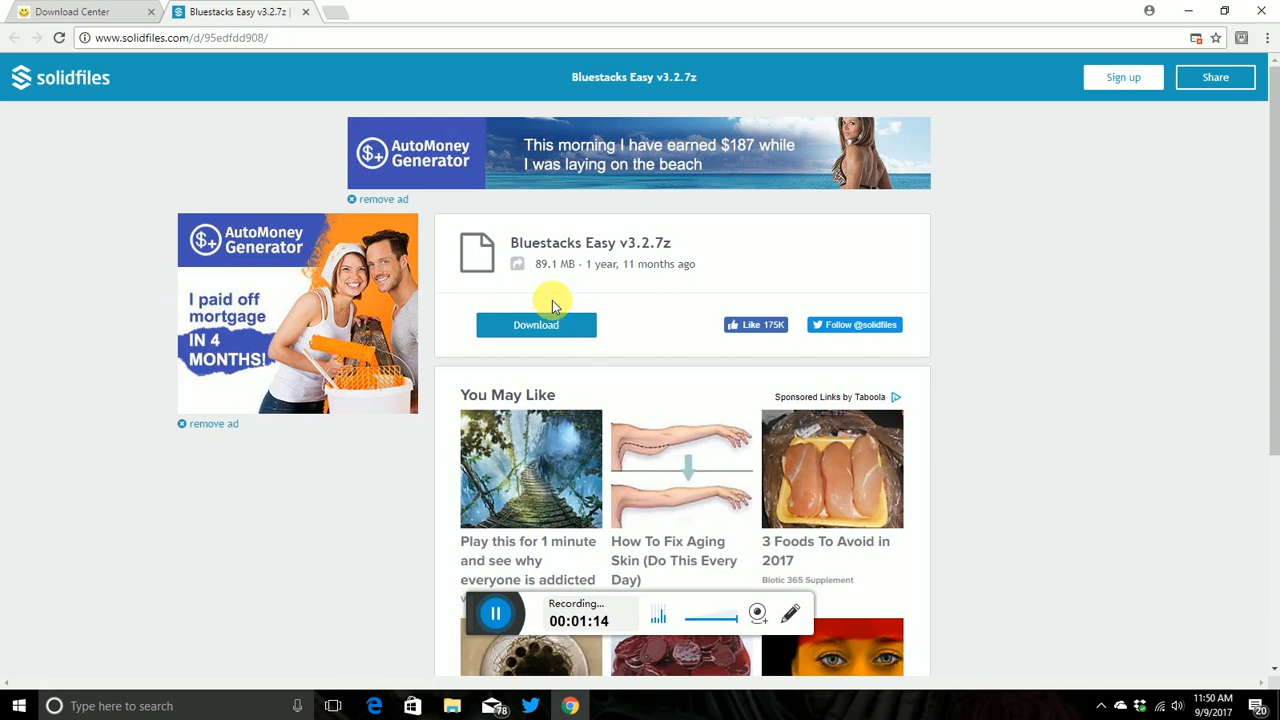 Download Center
Bluestacks Easy v3.2.7z |
www.solidfiles.com/d/95edfdd908/
solidfiles
Bluestacks Easy v3.2.7z
Sign up
Share
AutoMoney
Generator
This morning I have earned $187 while
I was laying on the beach
remove ad
AutoMoney
Generator
I paid off
mortgage
IN 4
MONTHS!
remove ad
Bluestacks Easy v3.2.7z
89.1 MB - 1 year, 11 months ago
Download
Like 175K
Follow @solidfiles
You May Like
Sponsored Links by Taboola
Play this for 1 minute
and see why
everyone is addicted
How To Fix Aging
Skin (Do This Every
Day)
3 Foods To Avoid in
2017
Biotic 365 Supplement
Recording...
00:01:14
Type here to search
78
11:50 AM
9/9/2017
20